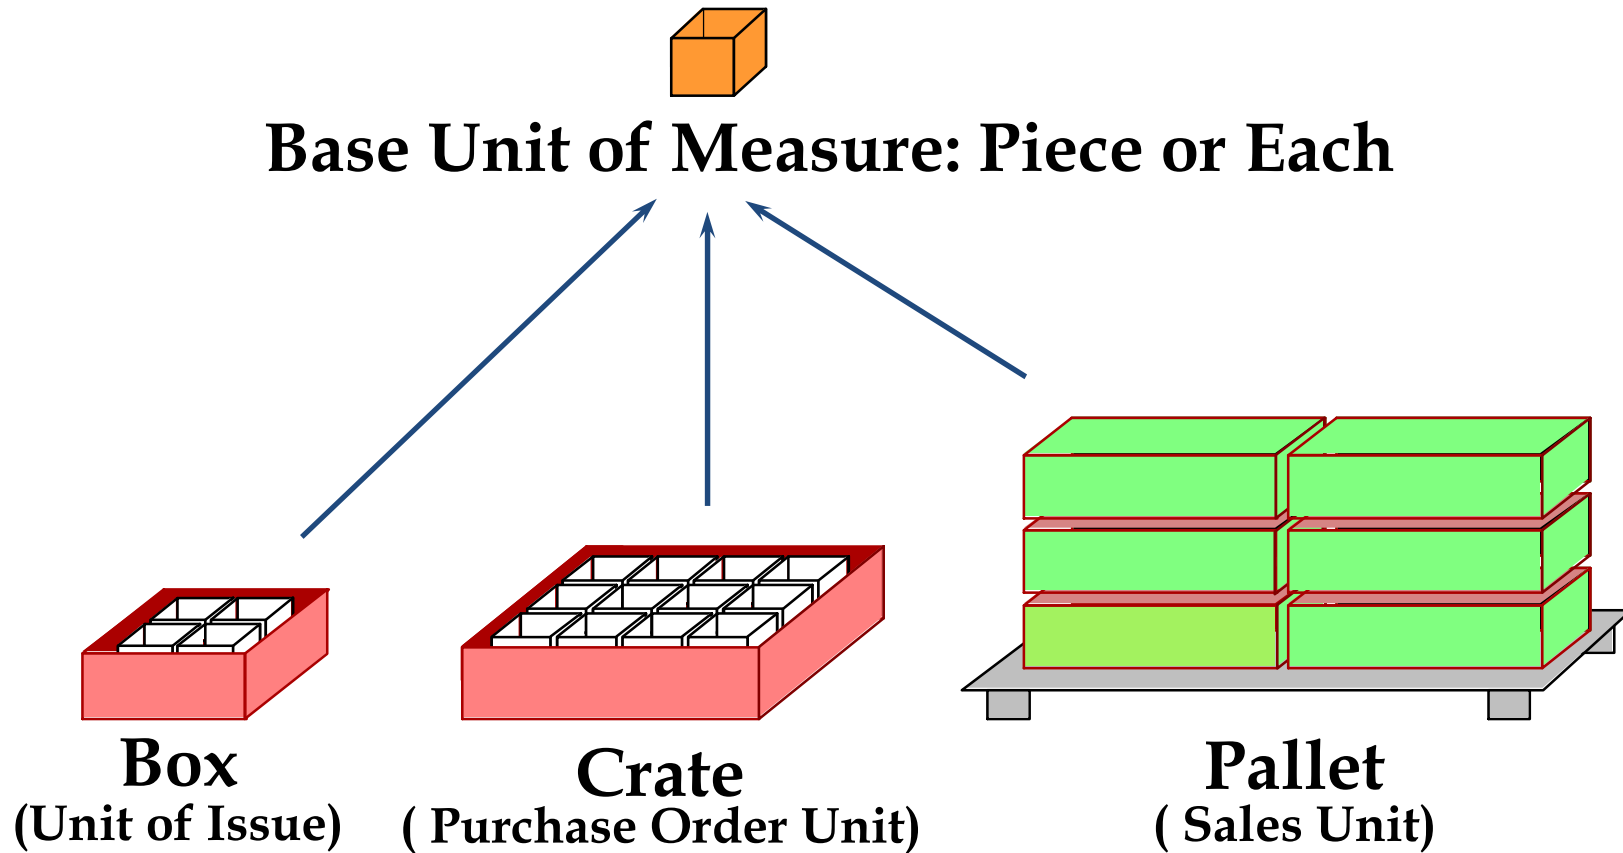 Base Unit of Measure: Piece or Each
Box
(Unit of Issue)
Crate
( Purchase Order Unit)
Pallet
( Sales Unit)